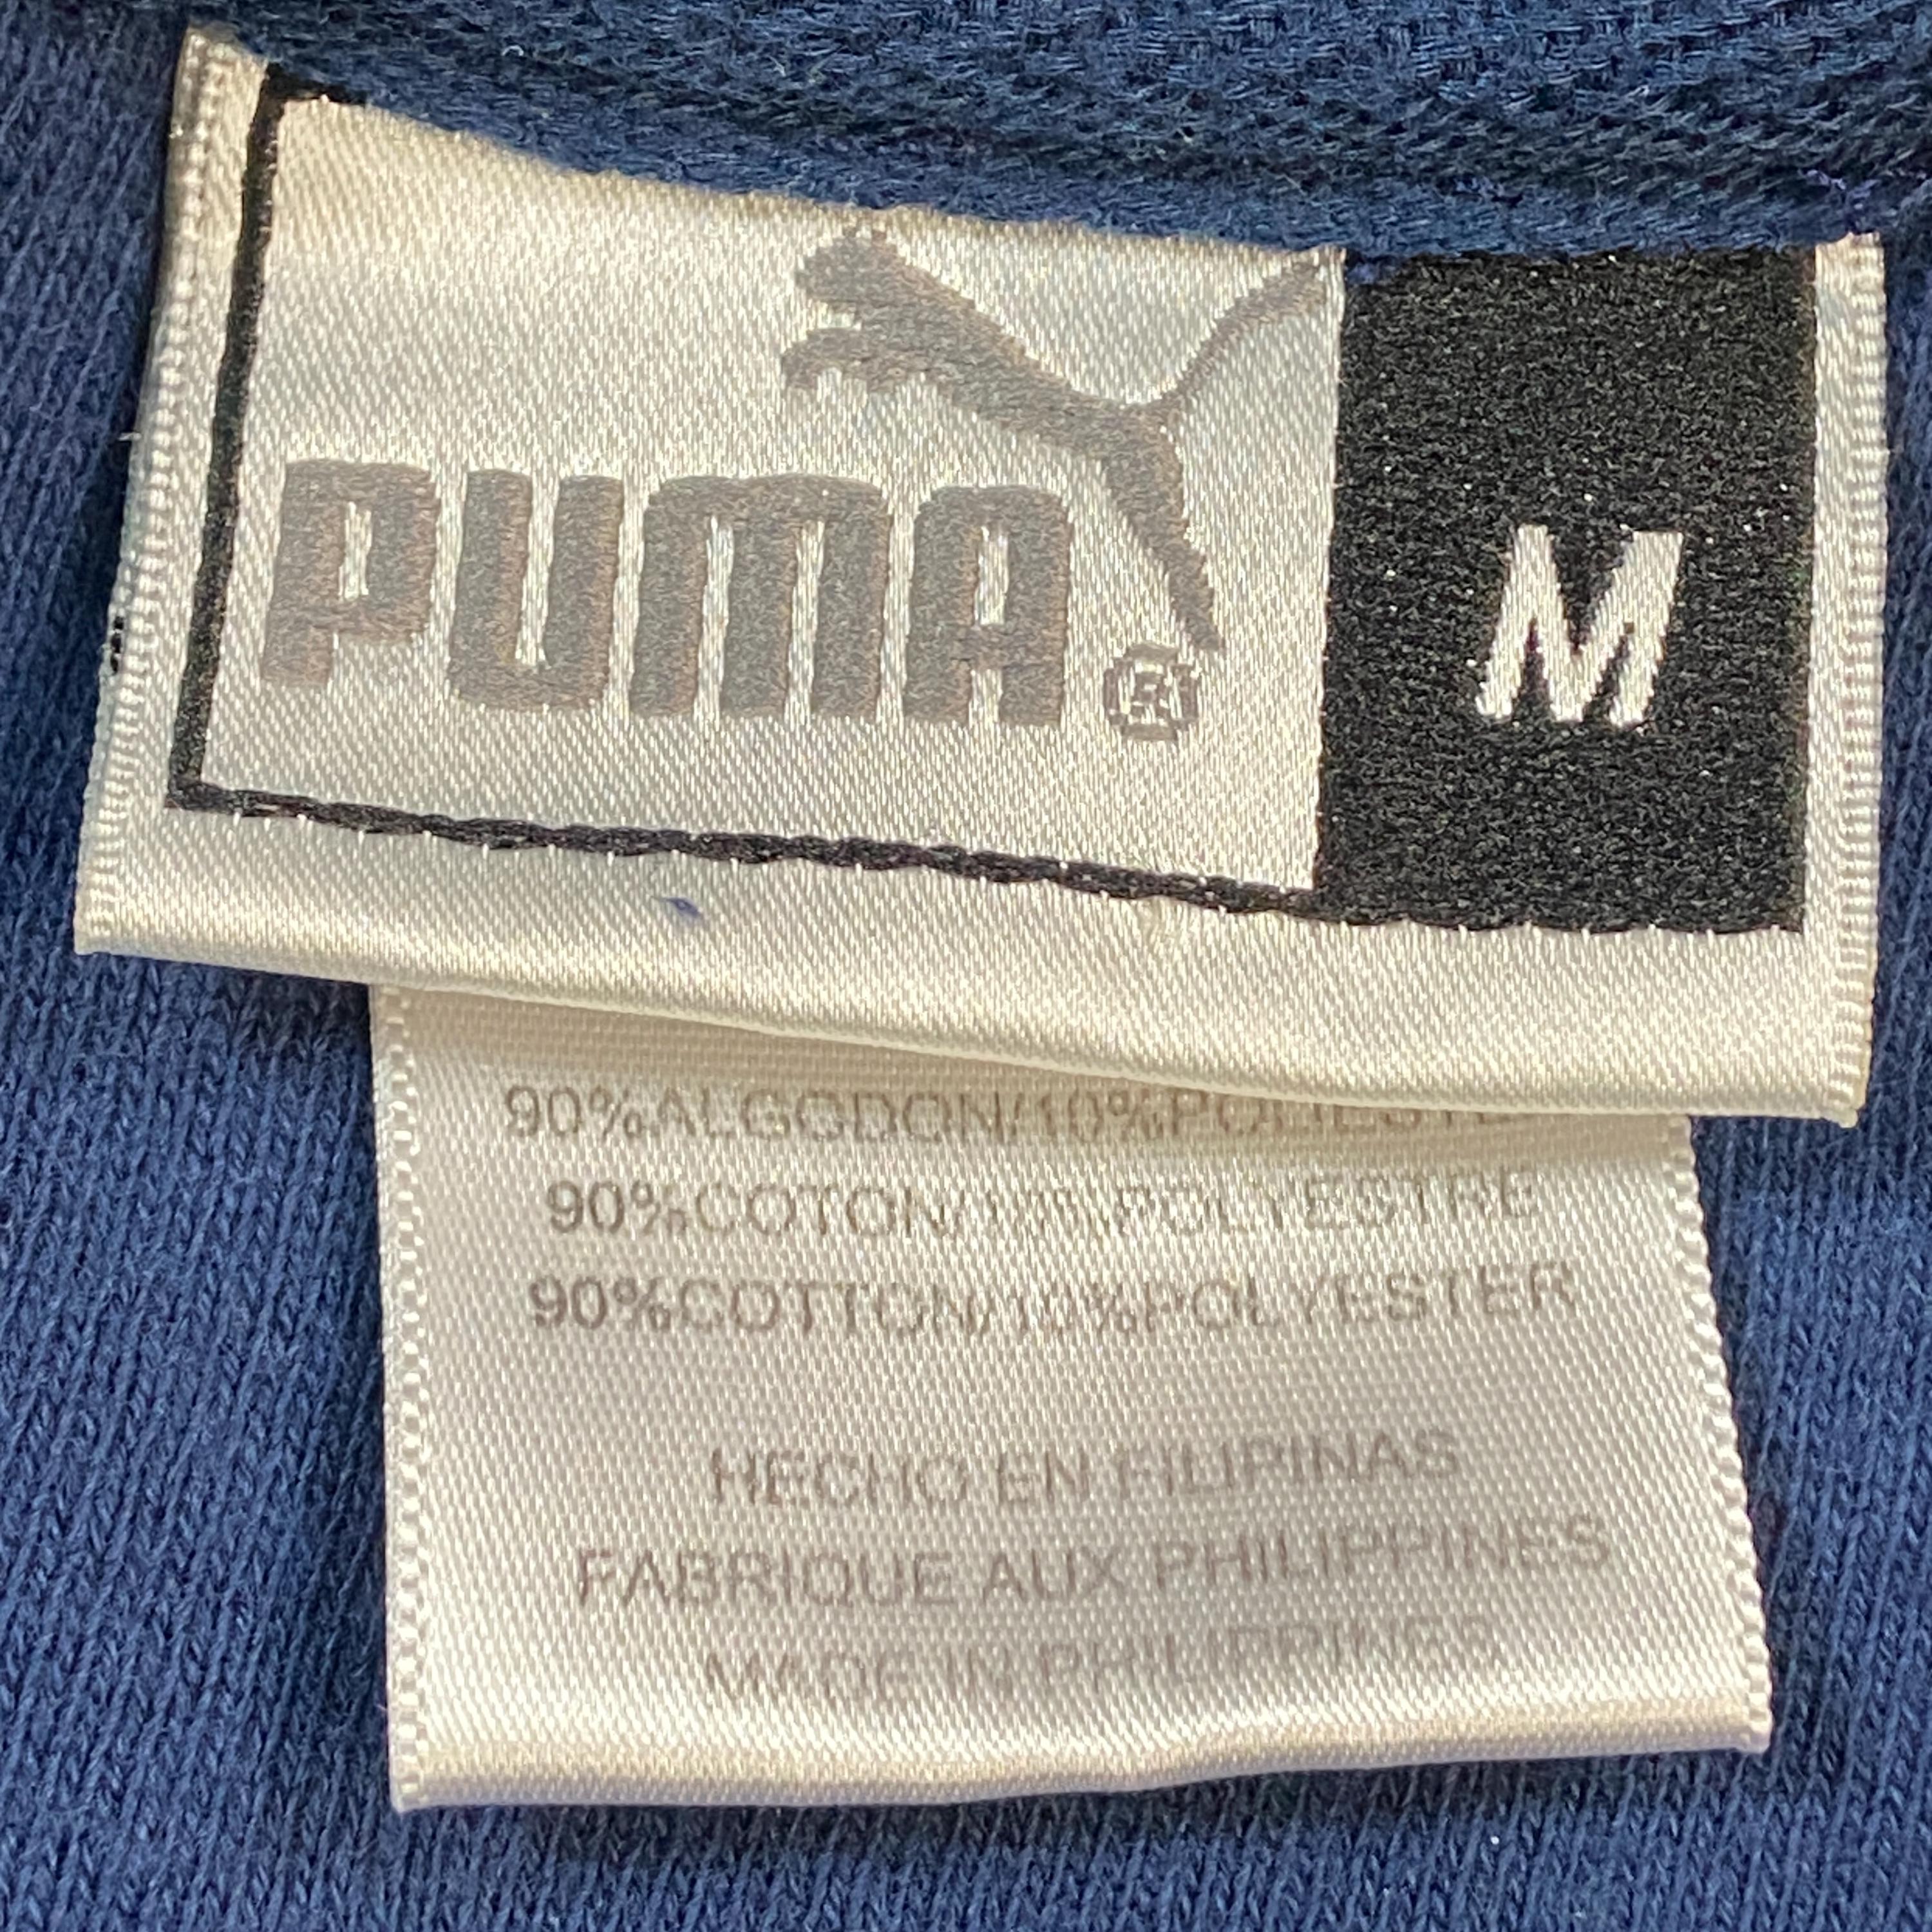 PUMA® M
90%ALGODON/10%POLIESTE
90%COTON/10%POLYESTRE
90%COTTON/10%POLYESTER
HECHO EN FILIPINAS
FABRIQUE AUX PHILIPPINES
MADE IN PHILIPPINES